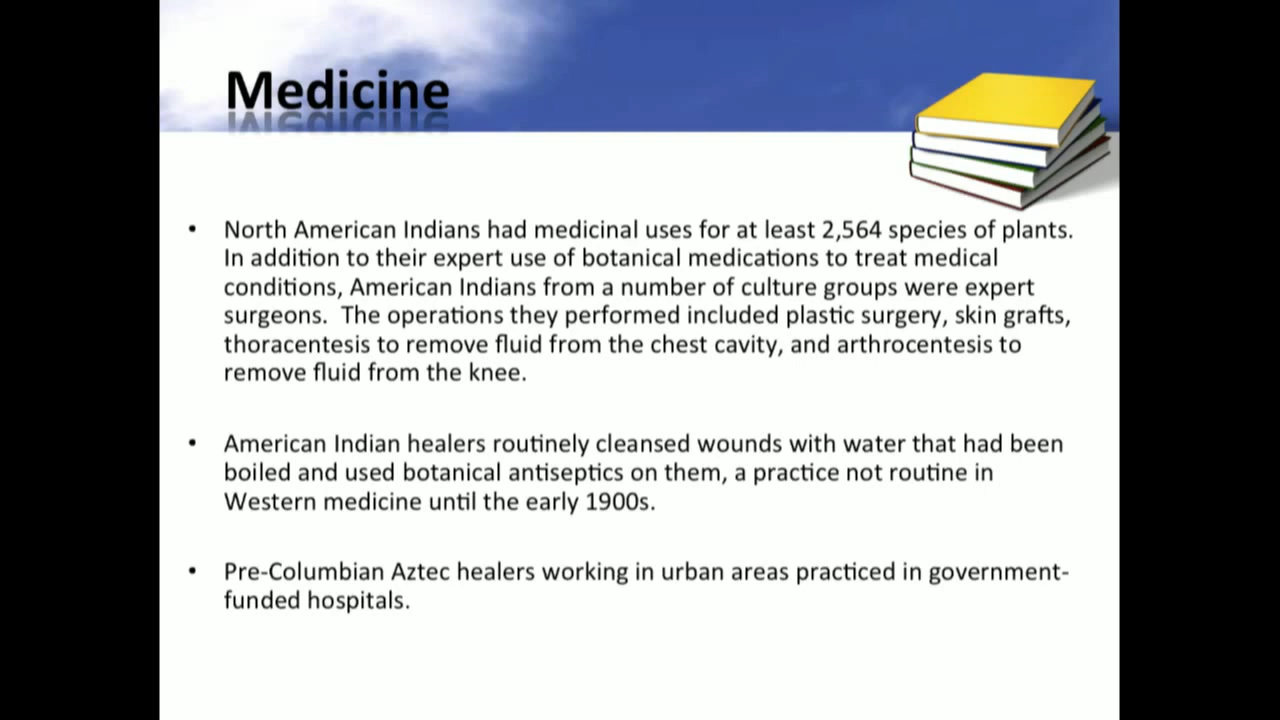 Medicine
• North American Indians had medicinal uses for at least 2,564 species of plants.
In addition to their expert use of botanical medications to treat medical
conditions, American Indians from a number of culture groups were expert
surgeons.  The operations they performed included plastic surgery, skin grafts,
thoracentesis to remove fluid from the chest cavity, and arthrocentesis to
remove fluid from the knee.
• American Indian healers routinely cleansed wounds with water that had been
boiled and used botanical antiseptics on them, a practice not routine in
Western medicine until the early 1900s.
• Pre-Columbian Aztec healers working in urban areas practiced in government-
funded hospitals.